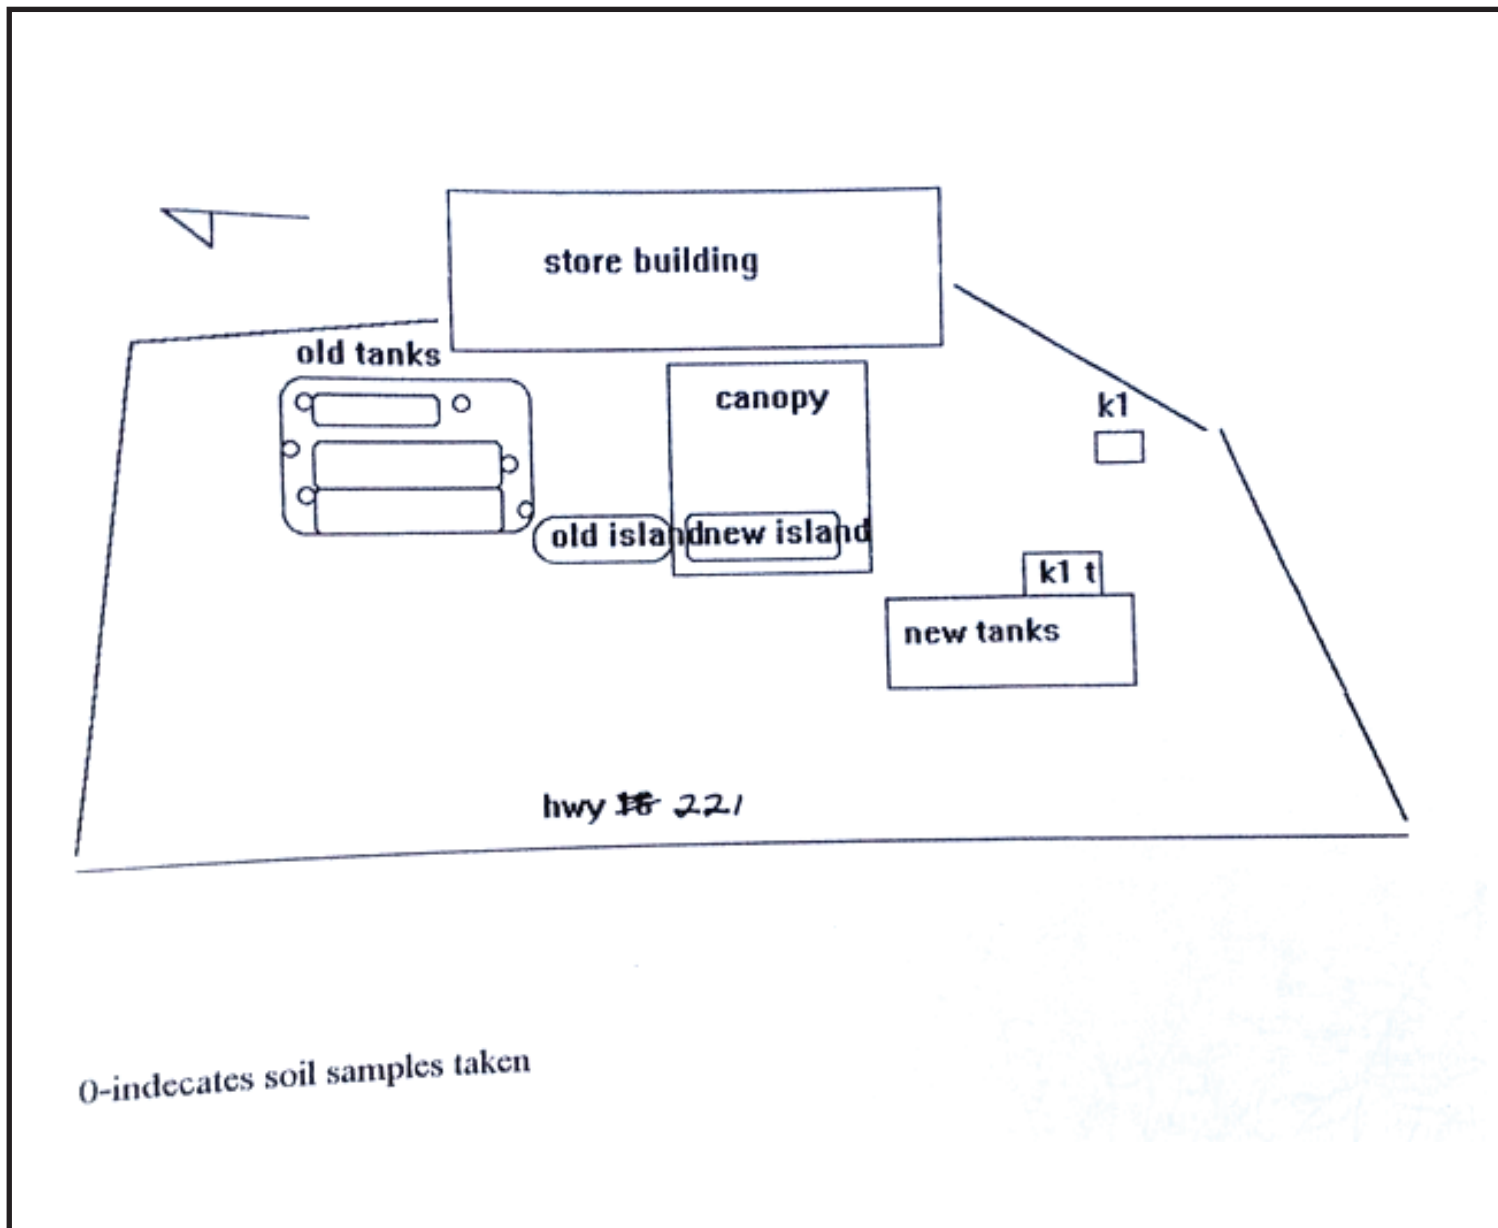 store building
old tanks
canopy
k1
old island
new island
k1 t
new tanks
hwy 221
0-indecates soil samples taken